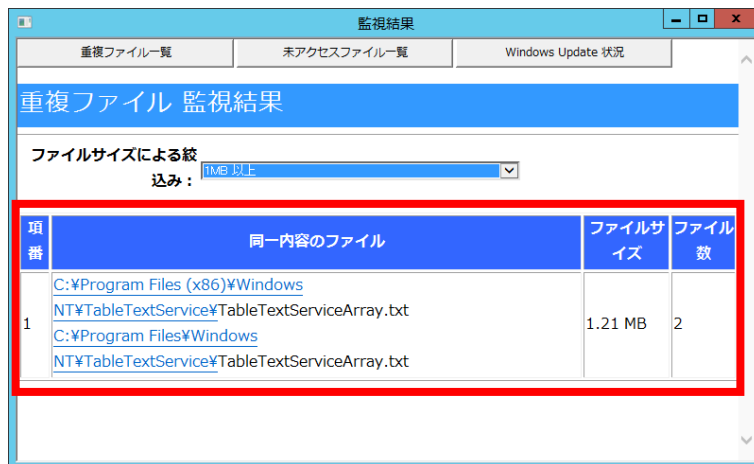 監視結果
重複ファイル一覧
未アクセスファイル一覧
Windows Update 状況
重複ファイル 監視結果
ファイルサイズによる絞
込み：
1MB 以上
項
番
同一内容のファイル
ファイルサ
イズ
ファイル
数
1
C:¥Program Files (x86)¥Windows
NT¥TableTextService¥TableTextServiceArray.txt
C:¥Program Files¥Windows
NT¥TableTextService¥TableTextServiceArray.txt
1.21 MB
2